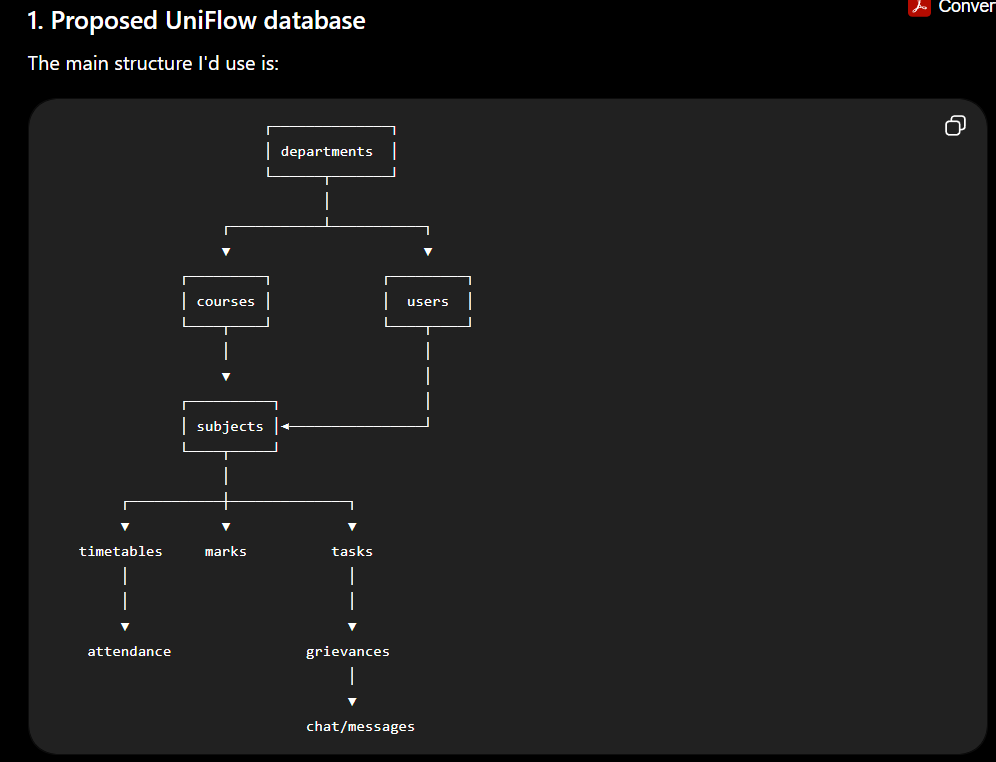 Conver
1. Proposed UniFlow database
The main structure I'd use is:
departments
courses users
subjects
timetables marks tasks
attendance grievances
chat/messages